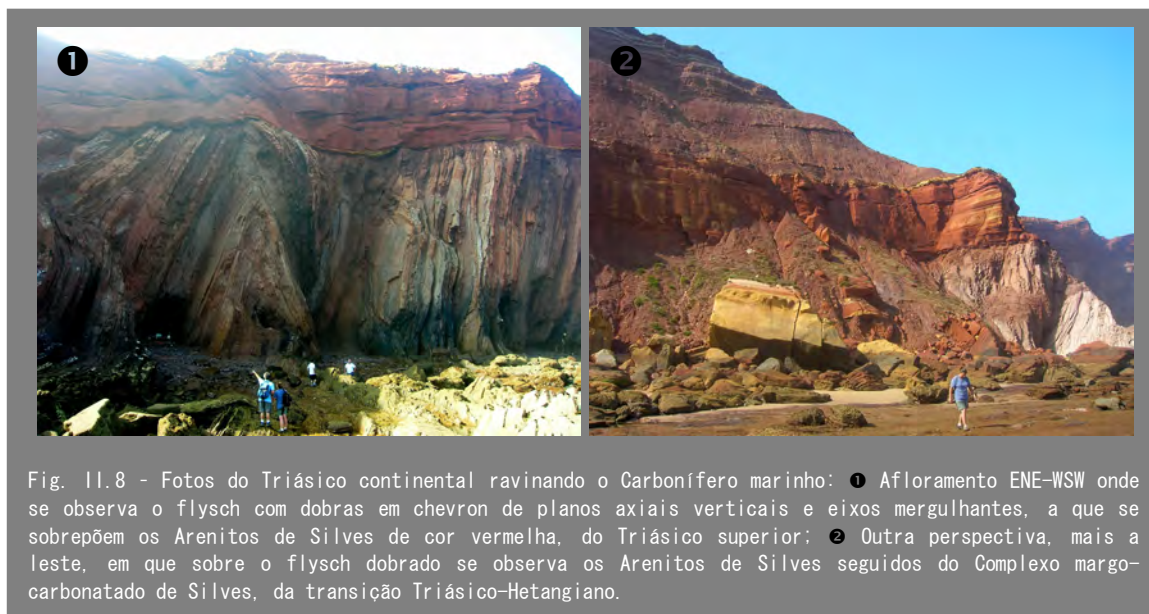 ❶
❷
Fig. II.8 - Fotos do Triásico continental ravinando o Carbonífero marinho: ❶ Afloramento ENE-WSW onde
se observa o flysch com dobras em chevron de planos axiais verticais e eixos mergulhantes, a que se
sobrepõem os Arenitos de Silves de cor vermelha, do Triásico superior; ❷ Outra perspectiva, mais a
leste, em que sobre o flysch dobrado se observa os Arenitos de Silves seguidos do Complexo margo-
carbonatado de Silves, da transição Triásico-Hetangiano.